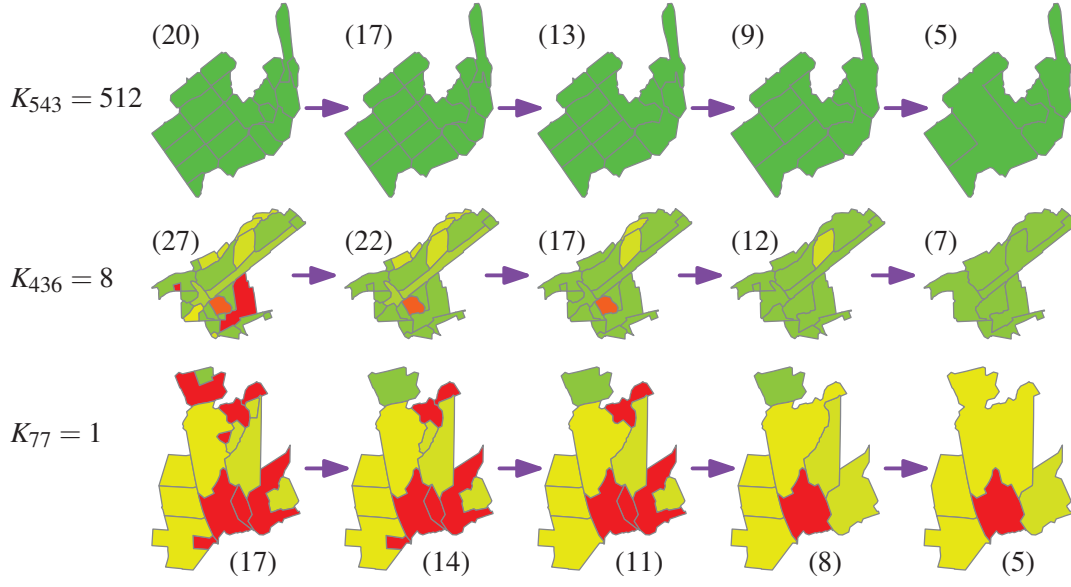 (20) (17) (13) (9) (5)
K543 = 512
(27) (22) (17) (12) (7)
K436 = 8
K77 = 1
(17) (14) (11) (8) (5)